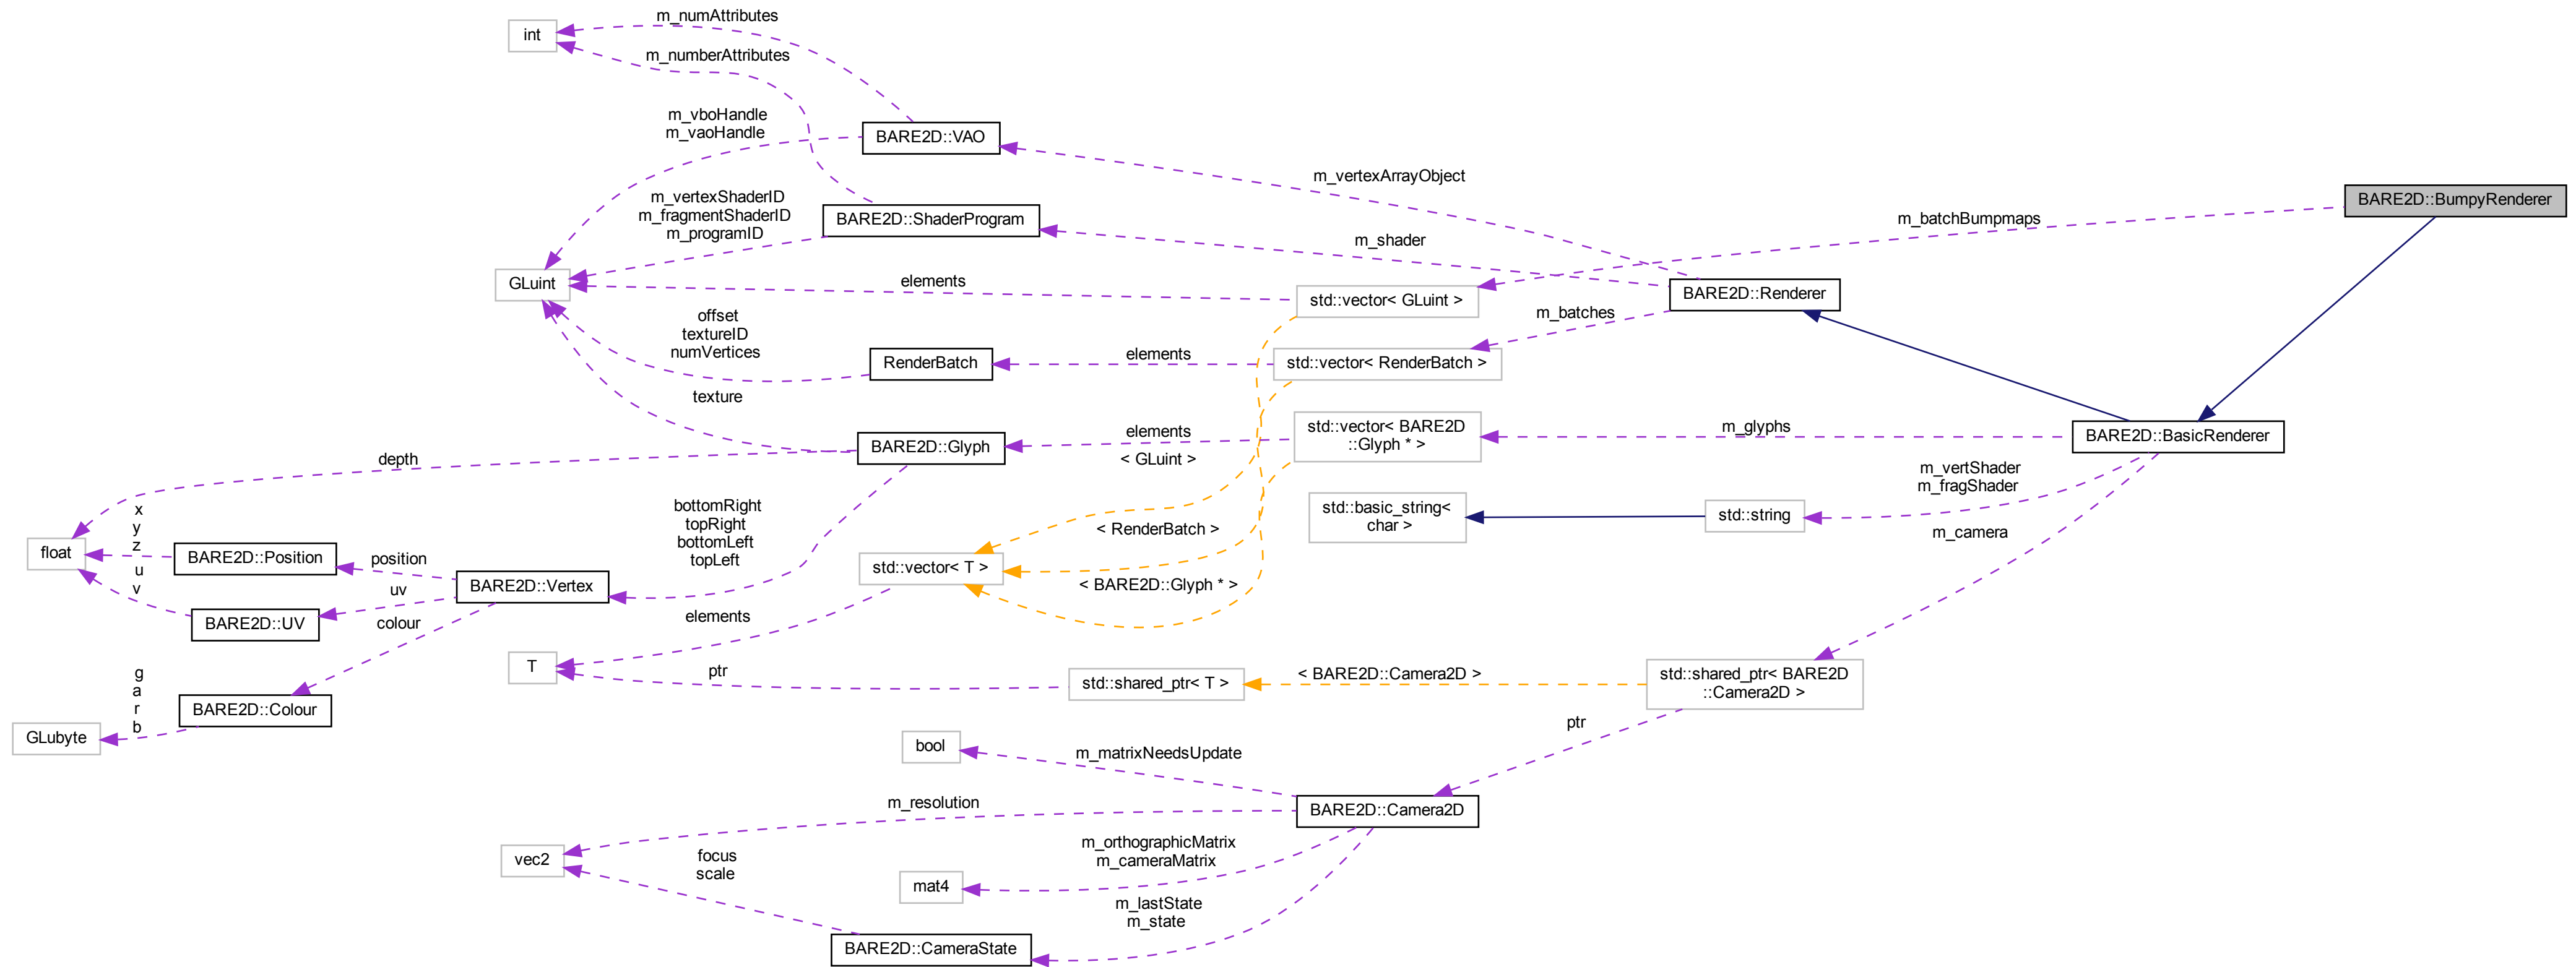 m_numAttributes
int
m_numberAttributes
m_vboHandle
m_vaoHandle
BARE2D::VAO
m_vertexArrayObject
m_vertexShaderID
m_fragmentShaderID
m_programID
BARE2D::ShaderProgram
m_shader
m_batchBumpmaps
BARE2D::BumpyRenderer
GLuint
elements
std::vector< GLuint >
BARE2D::Renderer
offset
textureID
numVertices
RenderBatch
elements
std::vector< RenderBatch >
m_batches
texture
depth
BARE2D::Glyph
elements
< GLuint >
std::vector< BARE2D
::Glyph * >
m_glyphs
BARE2D::BasicRenderer
m_vertShader
m_fragShader
std::basic_string<
char >
std::string
m_camera
bottomRight
topRight
bottomLeft
topLeft
< RenderBatch >
x
y
z
float
BARE2D::Position
position
u
v
BARE2D::UV
uv
BARE2D::Vertex
std::vector< T >
< BARE2D::Glyph * >
colour
elements
T
ptr
std::shared_ptr< T >
< BARE2D::Camera2D >
std::shared_ptr< BARE2D
::Camera2D >
g
a
r
b
GLubyte
BARE2D::Colour
ptr
bool
m_matrixNeedsUpdate
m_resolution
BARE2D::Camera2D
m_orthographicMatrix
m_cameraMatrix
vec2
focus
scale
mat4
m_lastState
m_state
BARE2D::CameraState